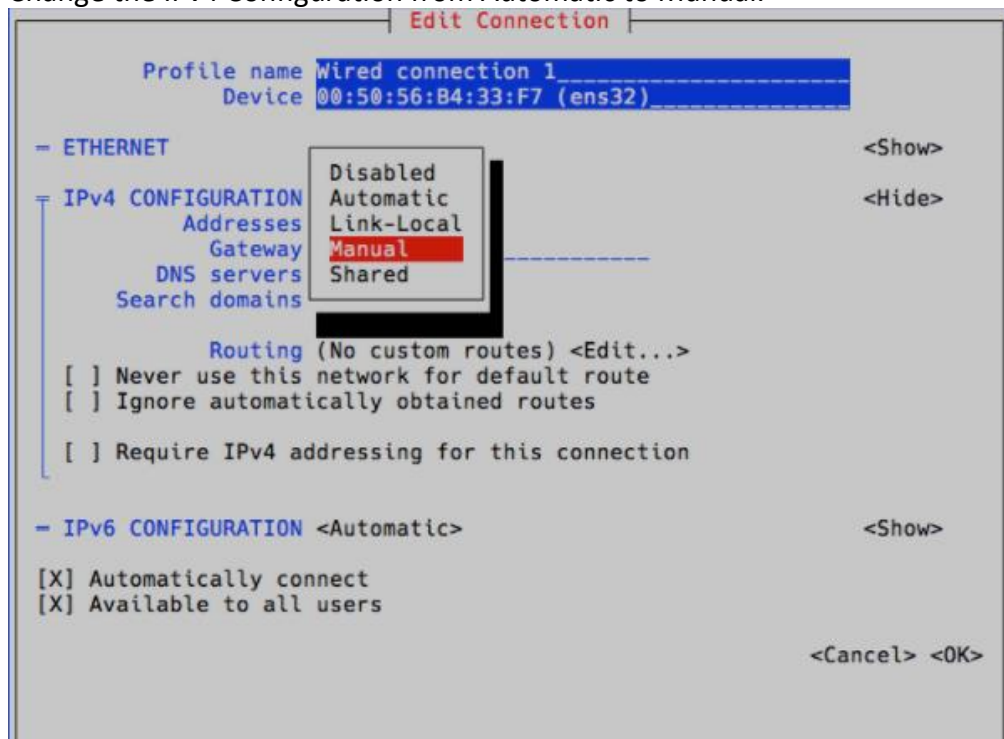 Change the IPv4 Configuration from Automatic to Manual.
Edit Connection
Profile name Wired connection 1
Device 00:50:56:B4:33:F7 (ens32)
ETHERNET <Show>
Disabled
IPv4 CONFIGURATION Automatic <Hide>
Addresses Link-Local
Gateway Manual
DNS servers Shared
Search domains
Routing (No custom routes) <Edit...>
[ ] Never use this network for default route
[ ] Ignore automatically obtained routes
[ ] Require IPv4 addressing for this connection
IPv6 CONFIGURATION <Automatic> <Show>
[X] Automatically connect
[X] Available to all users
<Cancel> <OK>